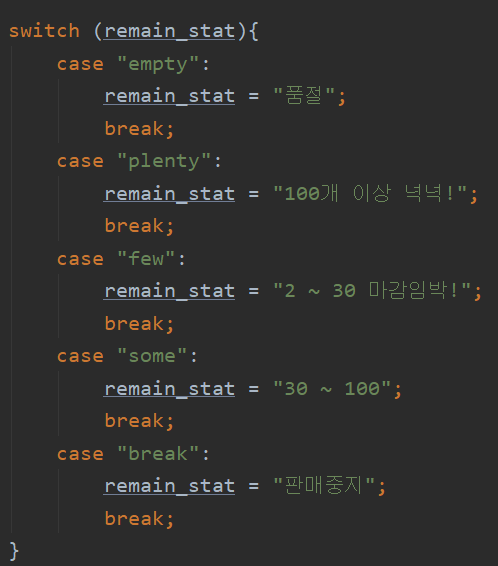 switch (remain_stat){
    case "empty":
        remain_stat = "품절";
        break;
    case "plenty":
        remain_stat = "100개 이상 넉넉!";
        break;
    case "few":
        remain_stat = "2 ~ 30 마감임박!";
        break;
    case "some":
        remain_stat = "30 ~ 100";
        break;
    case "break":
        remain_stat = "판매중지";
        break;
}